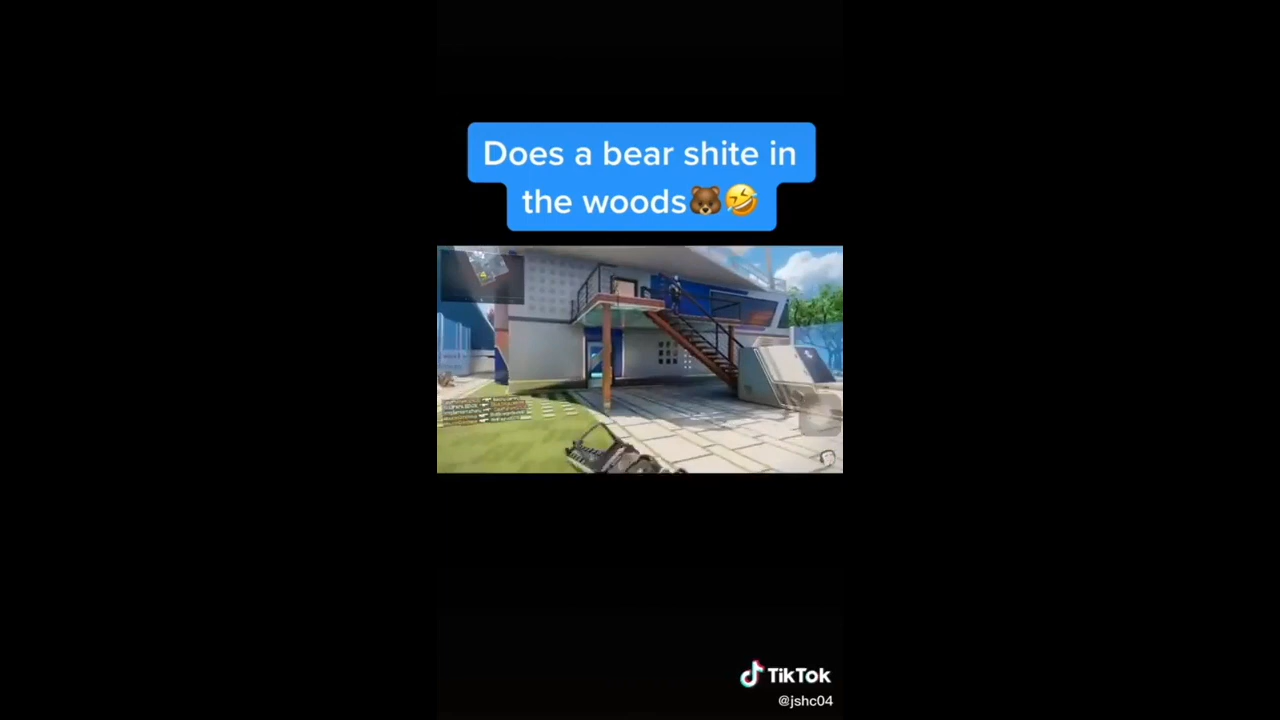 Does a bear shite in
the woods🐻🤣
TikTok
@jshc04